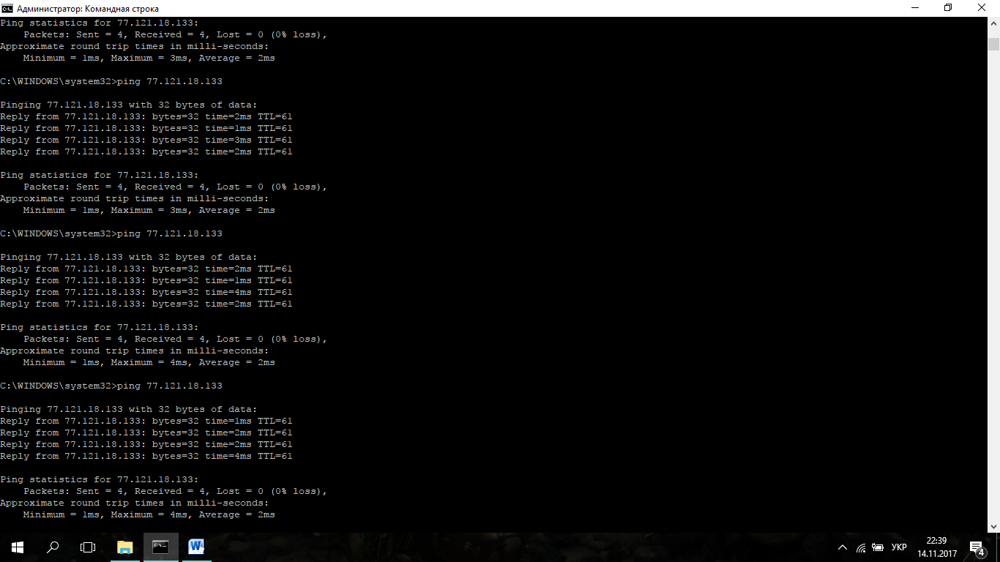 Администратор: Командная строка
Ping statistics for 77.121.18.133:
    Packets: Sent = 4, Received = 4, Lost = 0 (0% loss),
Approximate round trip times in milli-seconds:
    Minimum = 1ms, Maximum = 3ms, Average = 2ms
C:\WINDOWS\system32>ping 77.121.18.133
Pinging 77.121.18.133 with 32 bytes of data:
Reply from 77.121.18.133: bytes=32 time=2ms TTL=61
Reply from 77.121.18.133: bytes=32 time=1ms TTL=61
Reply from 77.121.18.133: bytes=32 time=3ms TTL=61
Reply from 77.121.18.133: bytes=32 time=2ms TTL=61
Ping statistics for 77.121.18.133:
    Packets: Sent = 4, Received = 4, Lost = 0 (0% loss),
Approximate round trip times in milli-seconds:
    Minimum = 1ms, Maximum = 3ms, Average = 2ms
C:\WINDOWS\system32>ping 77.121.18.133
Pinging 77.121.18.133 with 32 bytes of data:
Reply from 77.121.18.133: bytes=32 time=2ms TTL=61
Reply from 77.121.18.133: bytes=32 time=1ms TTL=61
Reply from 77.121.18.133: bytes=32 time=4ms TTL=61
Reply from 77.121.18.133: bytes=32 time=2ms TTL=61
Ping statistics for 77.121.18.133:
    Packets: Sent = 4, Received = 4, Lost = 0 (0% loss),
Approximate round trip times in milli-seconds:
    Minimum = 1ms, Maximum = 4ms, Average = 2ms
C:\WINDOWS\system32>ping 77.121.18.133
Pinging 77.121.18.133 with 32 bytes of data:
Reply from 77.121.18.133: bytes=32 time=1ms TTL=61
Reply from 77.121.18.133: bytes=32 time=2ms TTL=61
Reply from 77.121.18.133: bytes=32 time=2ms TTL=61
Reply from 77.121.18.133: bytes=32 time=4ms TTL=61
Ping statistics for 77.121.18.133:
    Packets: Sent = 4, Received = 4, Lost = 0 (0% loss),
Approximate round trip times in milli-seconds:
    Minimum = 1ms, Maximum = 4ms, Average = 2ms
УКР
22:39
14.11.2017
4